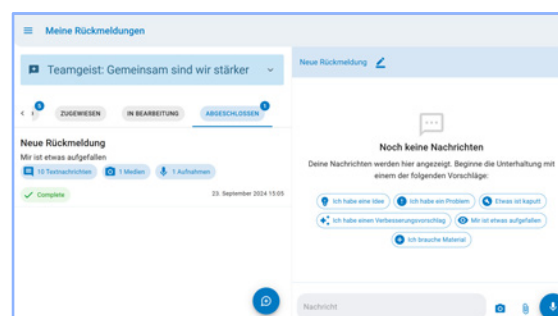 Meine Rückmeldungen
Teamgeist: Gemeinsam sind wir stärker
5
ZUGEWIESEN
IN BEARBEITUNG
ABGESCHLOSSEN
1
Neue Rückmeldung
Mir ist etwas aufgefallen
10 Textnachrichten
1 Medien
1 Aufnahmen
Complete
23. September 2024 15:05
Neue Rückmeldung
Noch keine Nachrichten
Deine Nachrichten werden hier angezeigt. Beginne die Unterhaltung mit
einem der folgenden Vorschläge:
Ich habe eine Idee
Ich habe ein Problem
Etwas ist kaputt
Ich habe einen Verbesserungsvorschlag
Mir ist etwas aufgefallen
Ich brauche Material
Nachricht